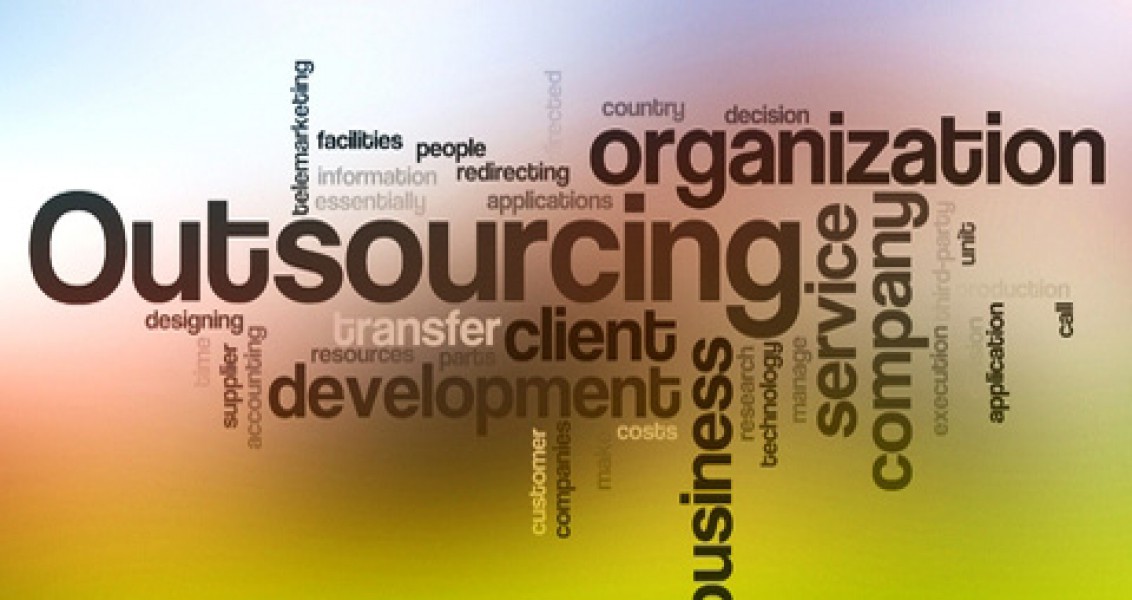 telemarketing
directed
country
decision
facilities
people
organization
information
redirecting
essentially
applications
Outsourcing
service
company
third-party
unit
production
designing
transfer
client
call
time
supplier
accounting
resources
parts
development
business
research
technology
manage
execution
application
costs
customer
companies
make